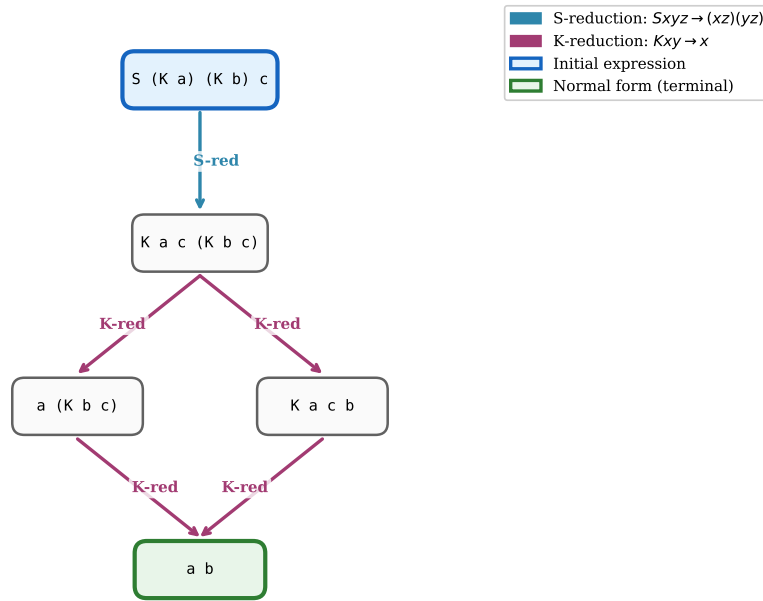 S-reduction: Sxyz → (xz)(yz)
K-reduction: Kxy → x
Initial expression
Normal form (terminal)
S (K a) (K b) c
S-red
K a c (K b c)
K-red K-red
a (K b c) K a c b
K-red K-red
a b